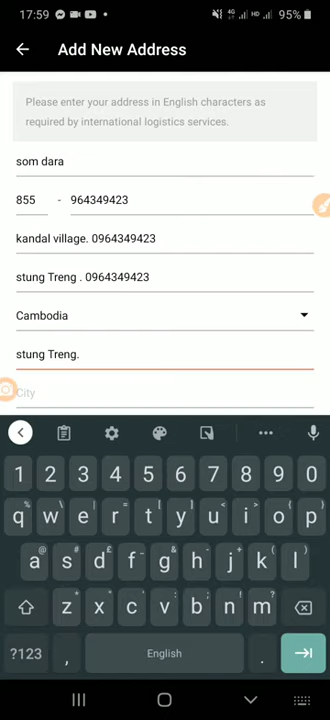 17:59 4G HD 95%
Add New Address
Please enter your address in English characters as
required by international logistics services.
som dara
855 - 964349423
kandal village. 0964349423
stung Treng . 0964349423
Cambodia
stung Treng.
City
1 2 3 4 5 6 7 8 9 0
q w e r t y u i o p
a s d f g h j k l
z x c v b n m
?123 , English .